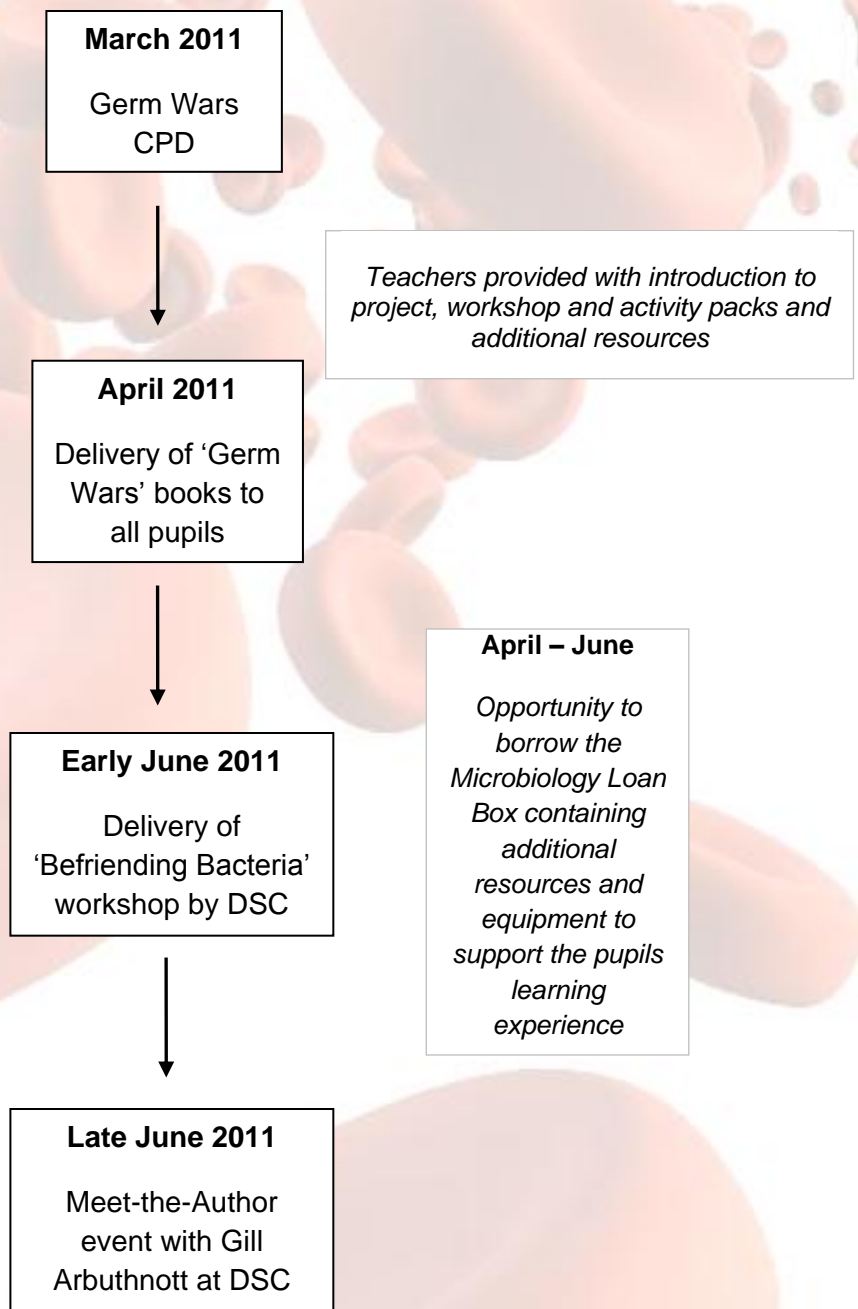 March 2011
Germ Wars
CPD
Teachers provided with introduction to
project, workshop and activity packs and
additional resources
April 2011
Delivery of ‘Germ
Wars’ books to
all pupils
April – June
Opportunity to
borrow the
Microbiology Loan
Box containing
additional
resources and
equipment to
support the pupils
learning
experience
Early June 2011
Delivery of
‘Befriending Bacteria’
workshop by DSC
Late June 2011
Meet-the-Author
event with Gill
Arbuthnott at DSC